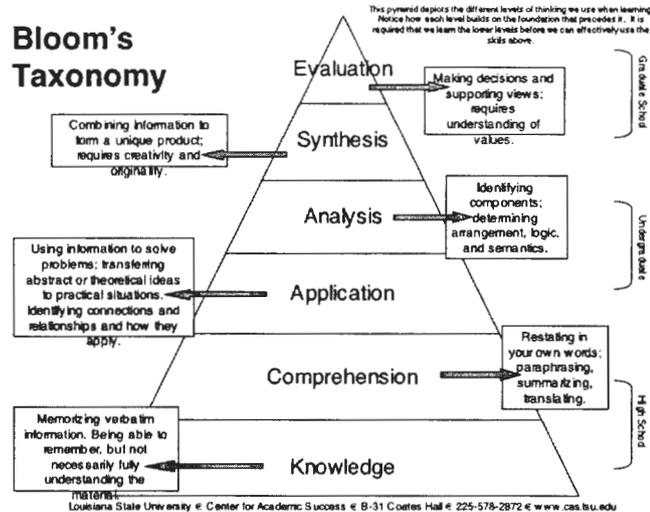 This pyramid depicts the different levels of thinking we use when learning.
Notice how each level builds on the foundation that precedes it. It is
required that we learn the lower levels before we can effectively use the
skills above.
Bloom's
Taxonomy
Evaluation
Making decisions and
supporting views;
requires
understanding of
values.
Graduate School
Combining information to
form a unique product;
requires creativity and
originality.
Synthesis
Analysis
Identifying
components;
determining
arrangement, logic,
and semantics.
Undergraduate
Using information to solve
problems; transferring
abstract or theoretical ideas
to practical situations.
Identifying connections and
relationships and how they
apply.
Application
Restating in
your own words;
paraphrasing,
summarizing,
translating.
Comprehension
High School
Memorizing verbatim
information. Being able to
remember, but not
necessarily fully
understanding the
material.
Knowledge
Louisiana State University € Center for Academic Success € B-31 Coates Hall € 225-578-2872 € www.cas.lsu.edu